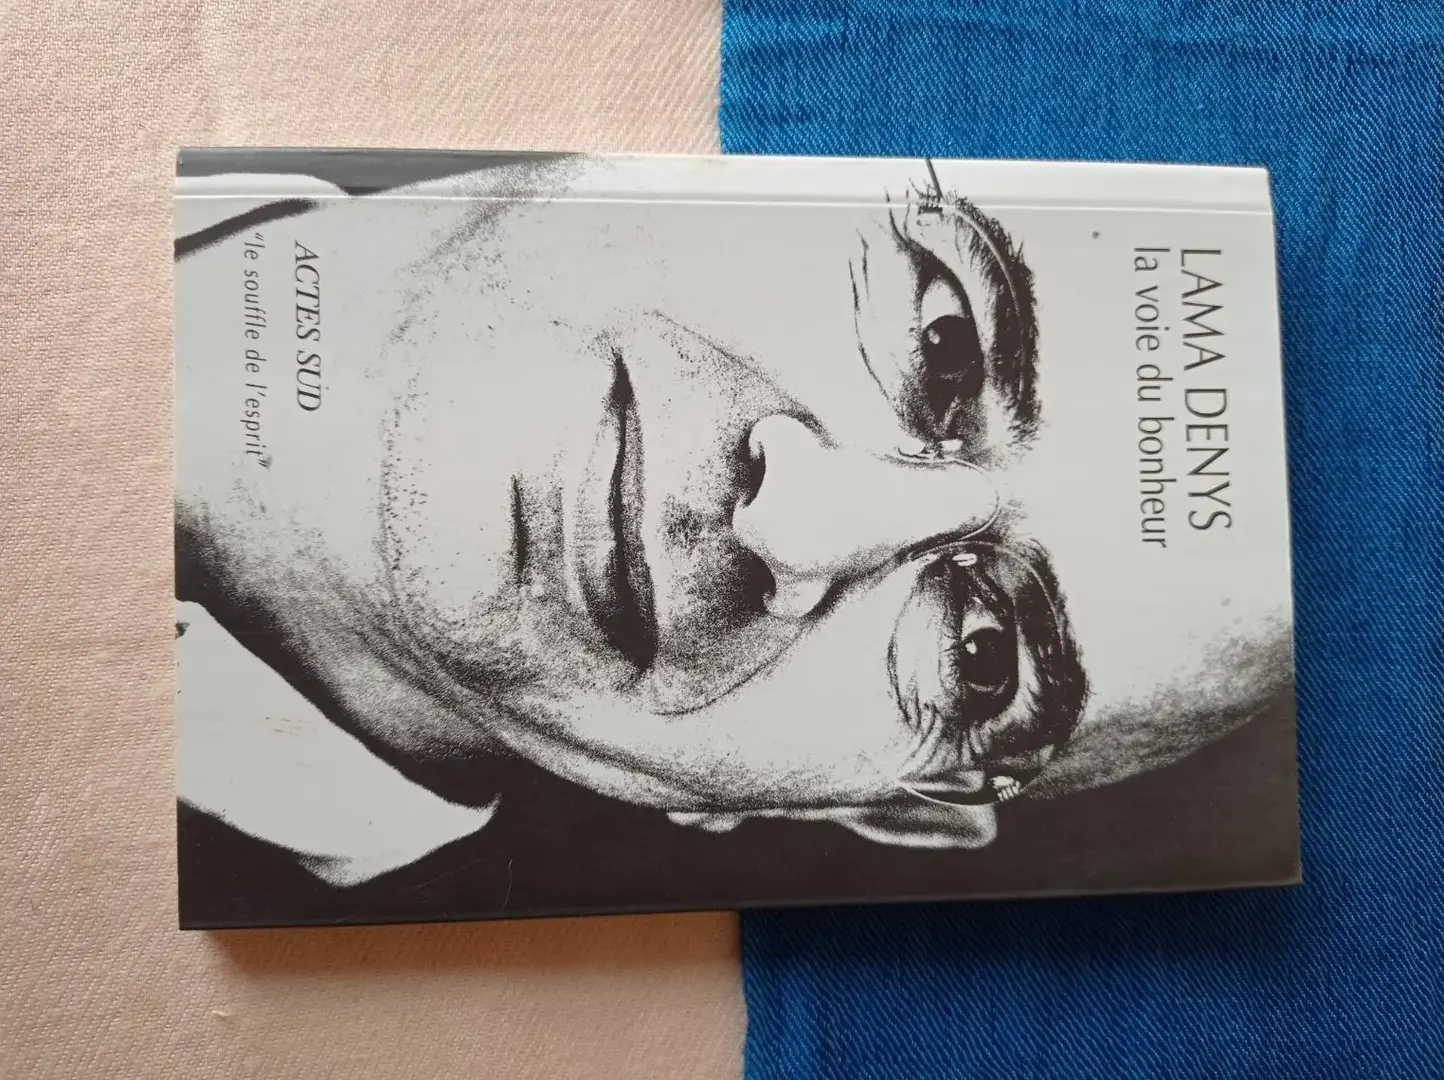 LAMA DENYS
la voie du bonheur
ACTES SUD
"le souffle de l'esprit"